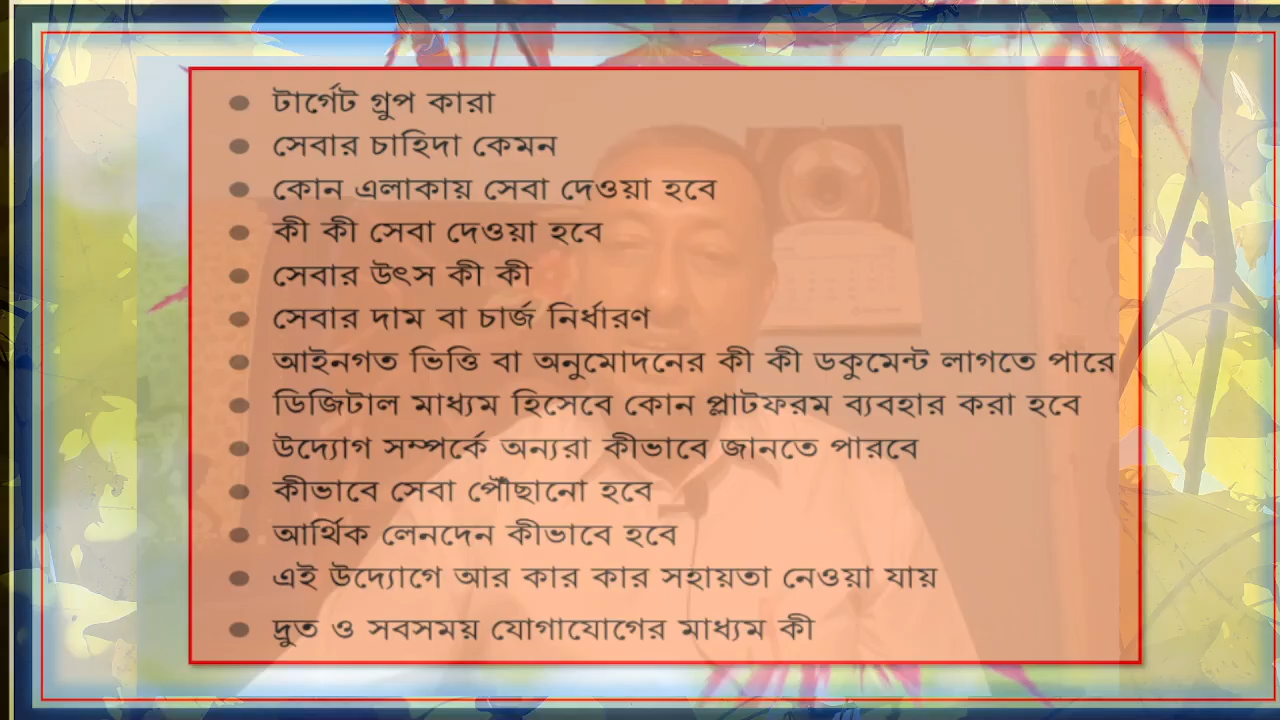 টার্গেট গ্রুপ কারা
সেবার চাহিদা কেমন
কোন এলাকায় সেবা দেওয়া হবে
কী কী সেবা দেওয়া হবে
সেবার উৎস কী কী
সেবার দাম বা চার্জ নির্ধারণ
আইনগত ভিত্তি বা অনুমোদনের কী কী ডকুমেন্ট লাগতে পারে
ডিজিটাল মাধ্যম হিসেবে কোন প্লাটফরম ব্যবহার করা হবে
উদ্যোগ সম্পর্কে অন্যরা কীভাবে জানতে পারবে
কীভাবে সেবা পৌঁছানো হবে
আর্থিক লেনদেন কীভাবে হবে
এই উদ্যোগে আর কার কার সহায়তা নেওয়া যায়
দ্রুত ও সবসময় যোগাযোগের মাধ্যম কী